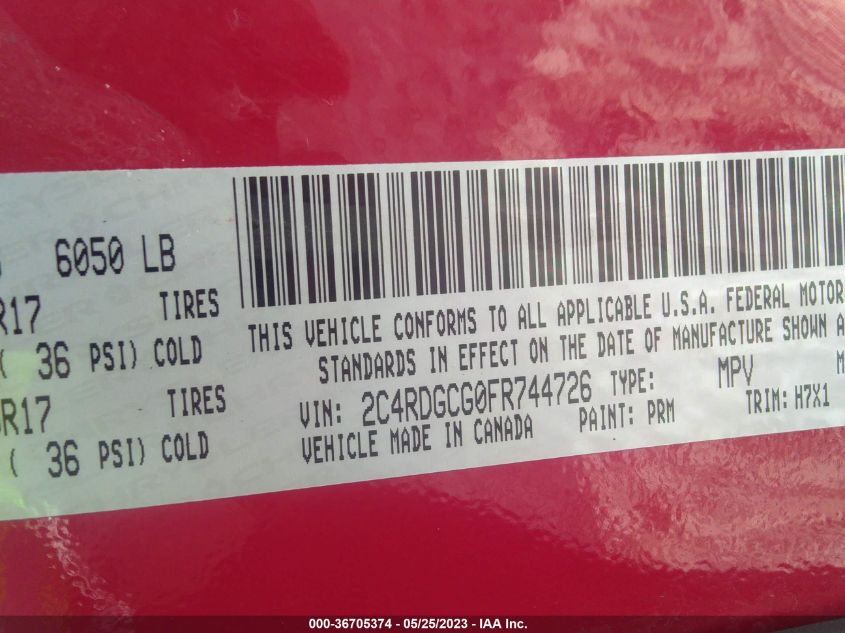 6050 LB
R17 TIRES
( 36 PSI) COLD
R17 TIRES
( 36 PSI) COLD
THIS VEHICLE CONFORMS TO ALL APPLICABLE U.S.A. FEDERAL MOTOR
STANDARDS IN EFFECT ON THE DATE OF MANUFACTURE SHOWN A
VIN: 2C4RDGCG0FR744726 TYPE: MPV
VEHICLE MADE IN CANADA PAINT: PRM TRIM: H7X1
000-36705374 - 05/25/2023 - IAA Inc.